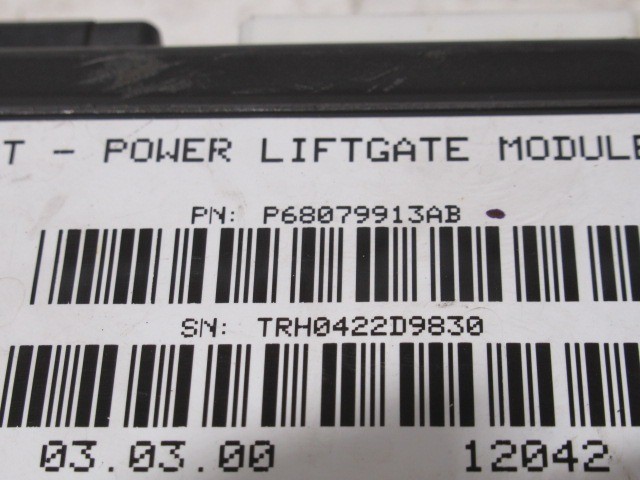 T - POWER LIFTGATE MODULE
PN: P68079913AB
SN: TRH0422D9830
03.03.00 12042